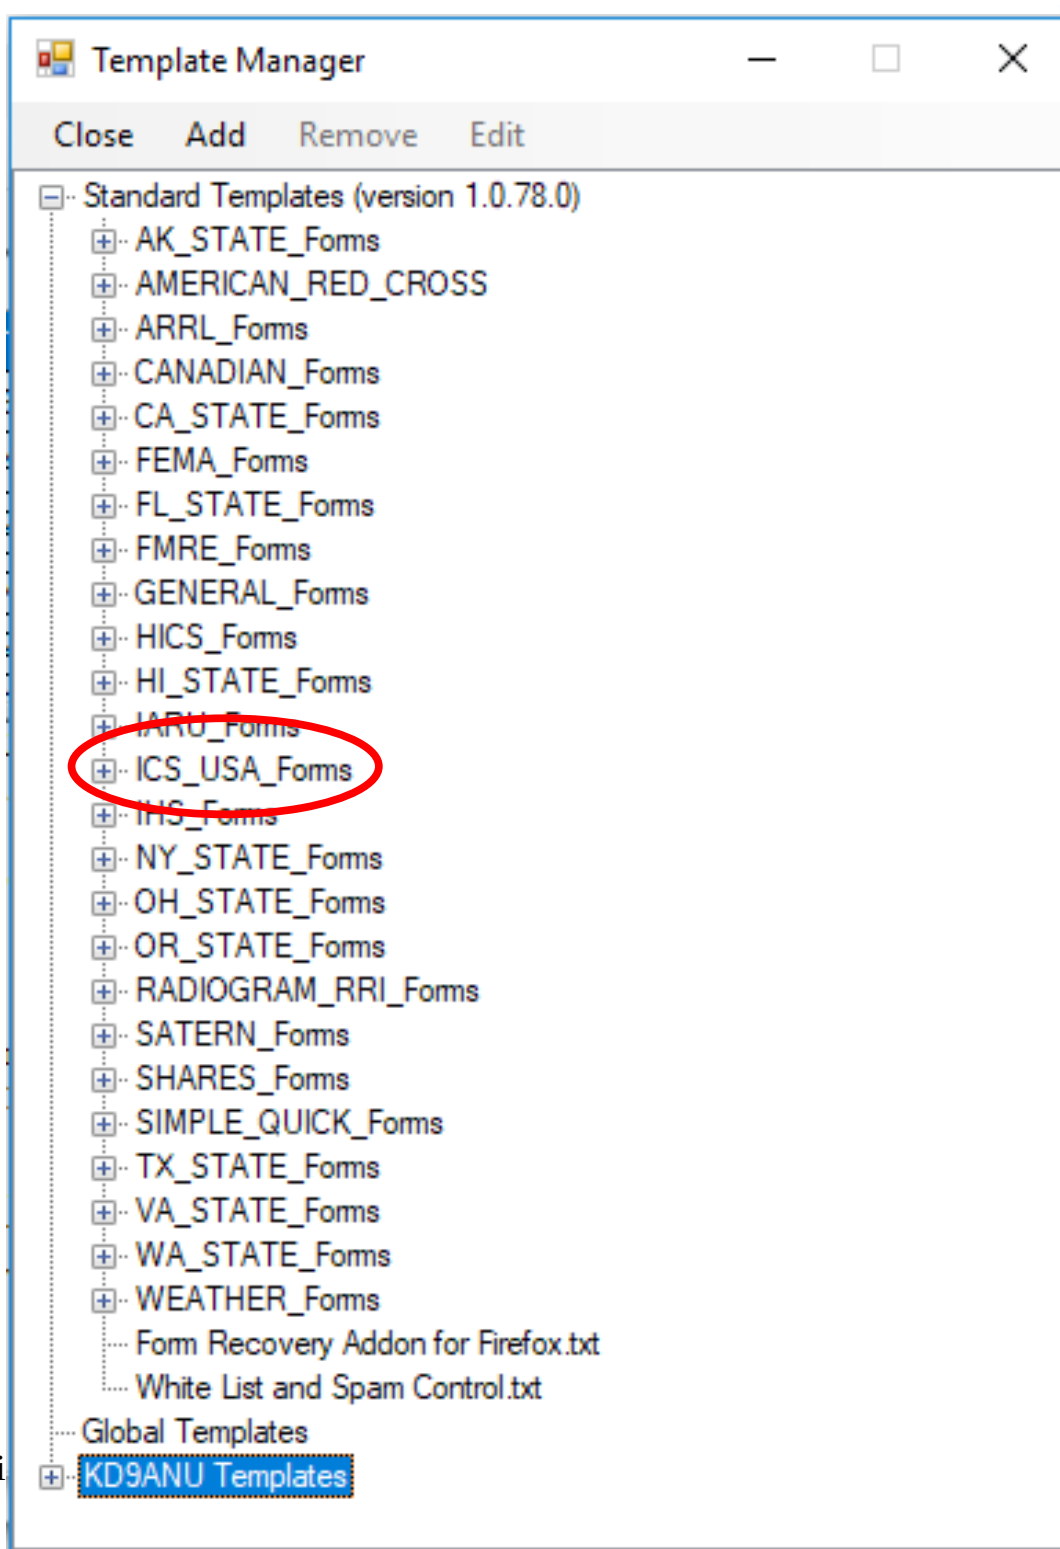 Template Manager
Close Add Remove Edit
Standard Templates (version 1.0.78.0)
AK_STATE_Forms
AMERICAN_RED_CROSS
ARRL_Forms
CANADIAN_Forms
CA_STATE_Forms
FEMA_Forms
FL_STATE_Forms
FMRE_Forms
GENERAL_Forms
HICS_Forms
HI_STATE_Forms
IARU_Forms
ICS_USA_Forms
IHS_Forms
NY_STATE_Forms
OH_STATE_Forms
OR_STATE_Forms
RADIOGRAM_RRI_Forms
SATERN_Forms
SHARES_Forms
SIMPLE_QUICK_Forms
TX_STATE_Forms
VA_STATE_Forms
WA_STATE_Forms
WEATHER_Forms
Form Recovery Addon for Firefox.txt
White List and Spam Control.txt
Global Templates
KD9ANU Templates